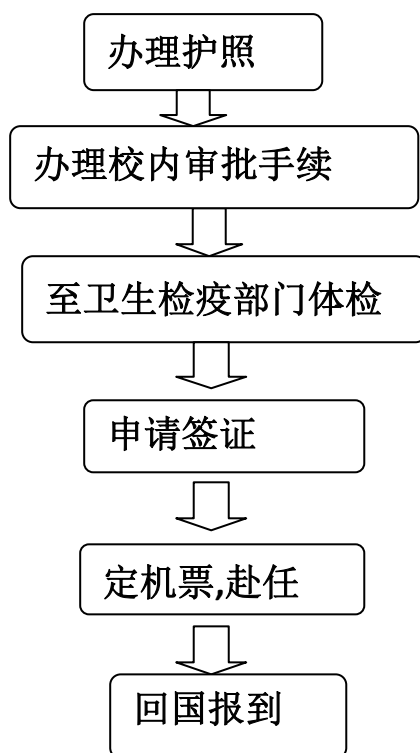 办理护照
办理校内审批手续
至卫生检疫部门体检
申请签证
定机票,赴任
回国报到